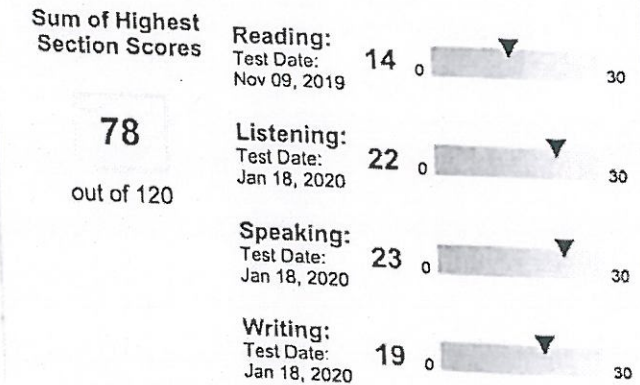 Sum of Highest
Section Scores
78
out of 120
Reading:
Test Date:
Nov 09, 2019
14
0
30
Listening:
Test Date:
Jan 18, 2020
22
0
30
Speaking:
Test Date:
Jan 18, 2020
23
0
30
Writing:
Test Date:
Jan 18, 2020
19
0
30